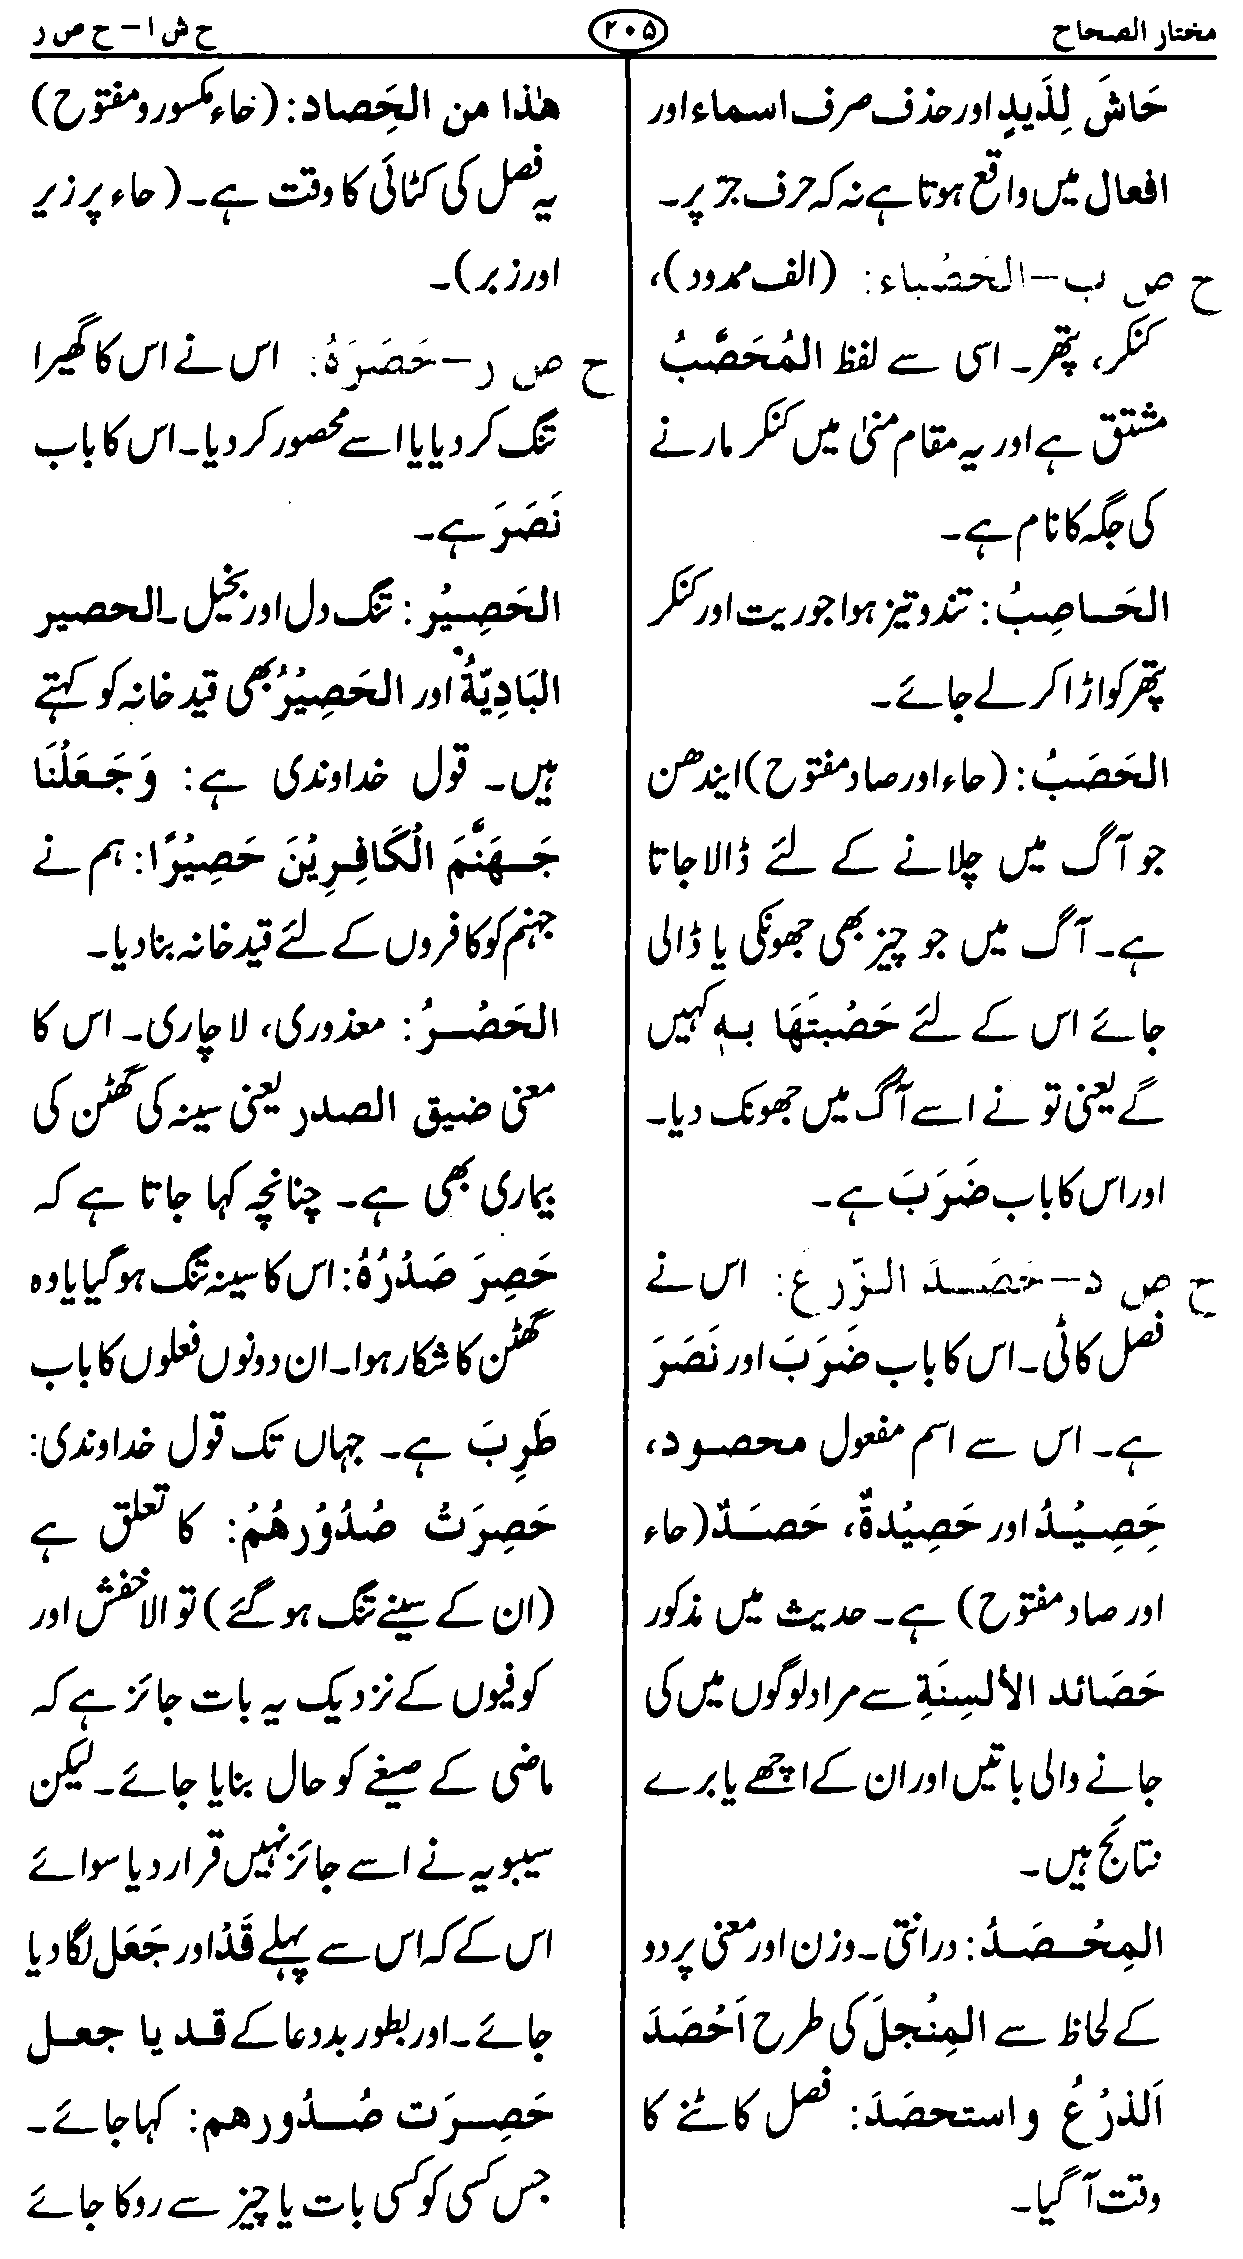 مختار الصحاح
۲۰۵
ح ش ا – ح ص ر
حَاشَ لِذَیدٍ اور حذف صرف اسماء اور
افعال میں واقع ہوتا ہے نہ کہ حرف جرّ پر۔
ح ص ب – الحَصْباء: (الف ممدود)،
کنکر، پتھر۔ اسی سے لفظ المُحَصَّبُ
مشتق ہے اور یہ مقام منیٰ میں کنکر مارنے
کی جگہ کا نام ہے۔
الحَاصِبُ: تندوتیز ہوا جو ریت اور کنکر
پتھر کو اڑا کر لے جائے۔
الحَصَبُ: (حاء اور صاد مفتوح) ایندھن
جو آگ میں چلانے کے لئے ڈالا جاتا
ہے۔ آگ میں جو چیز بھی جھونکی یا ڈالی
جائے اس کے لئے حَصْبتَهَا بہٖ کہیں
گے یعنی تو نے اسے آگ میں جھونک دیا۔
اور اس کا باب ضَرَبَ ہے۔
ح ص د – حَصَدَ الزّرع: اس نے
فصل کاٹی۔ اس کا باب ضَرَبَ اور نَصَرَ
ہے۔ اس سے اسم مفعول محصود،
حَصِیْدُ اور حَصِیْدۃٌ، حَصَدٌ (حاء
اور صاد مفتوح) ہے۔ حدیث میں مذکور
حَصَائد الألسِنَةِ سے مراد لوگوں میں کی
جانے والی باتیں اور ان کے اچھے یا برے
نتائج ہیں۔
المِحْصَدُ: درانتی۔ وزن اور معنی پر دو
کے لحاظ سے المِنْجلَ کی طرح اَحْصَدَ
اَلذرْعُ واستحصَدَ: فصل کاٹنے کا
وقت آ گیا۔
ھٰذا من الحَِصاد: (حاء مکسور و مفتوح)
یہ فصل کی کٹائی کا وقت ہے۔ (حاء پر زیر
اور زبر)۔
ح ص ر – حَصَرَهُ: اس نے اس کا گھیرا
تنگ کر دیا یا اسے محصور کر دیا۔ اس کا باب
نَصَرَ ہے۔
الحَصِیْر: تنگ دل اور بخیل۔ الحصیر
البَادِیّةُ اور الحَصِیْرُ بھی قید خانہ کو کہتے
ہیں۔ قول خداوندی ہے: وَجَعَلْنَا
جَهَنَّمَ الْکَافِرِیْنَ حَصِیْرًا: ہم نے
جہنم کو کافروں کے لئے قید خانہ بنا دیا۔
الحَصْرُ: معذوری، لاچاری۔ اس کا
معنی ضیق الصدر یعنی سینہ کی گھٹن کی
بیماری بھی ہے۔ چنانچہ کہا جاتا ہے کہ
حَصِرَ صَدْرُهُ: اس کا سینہ تنگ ہو گیا یا وہ
گھٹن کا شکار ہوا۔ ان دونوں فعلوں کا باب
طَرِبَ ہے۔ جہاں تک قول خداوندی:
حَصِرَتْ صُدُوْرهُمْ: کا تعلق ہے
(ان کے سینے تنگ ہو گئے) تو الاخفش اور
کوفیوں کے نزدیک یہ بات جائز ہے کہ
ماضی کے صیغے کو حال بنایا جائے۔ لیکن
سیبویہ نے اسے جائز نہیں قرار دیا سوائے
اس کے کہ اس سے پہلے قَدْ اور جَعَل لگا دیا
جائے۔ اور بطور بددعا کے قد یا جعل
حَصِرَت صُدُورهم: کہا جائے۔
جس کسی کو کسی بات یا چیز سے روکا جائے